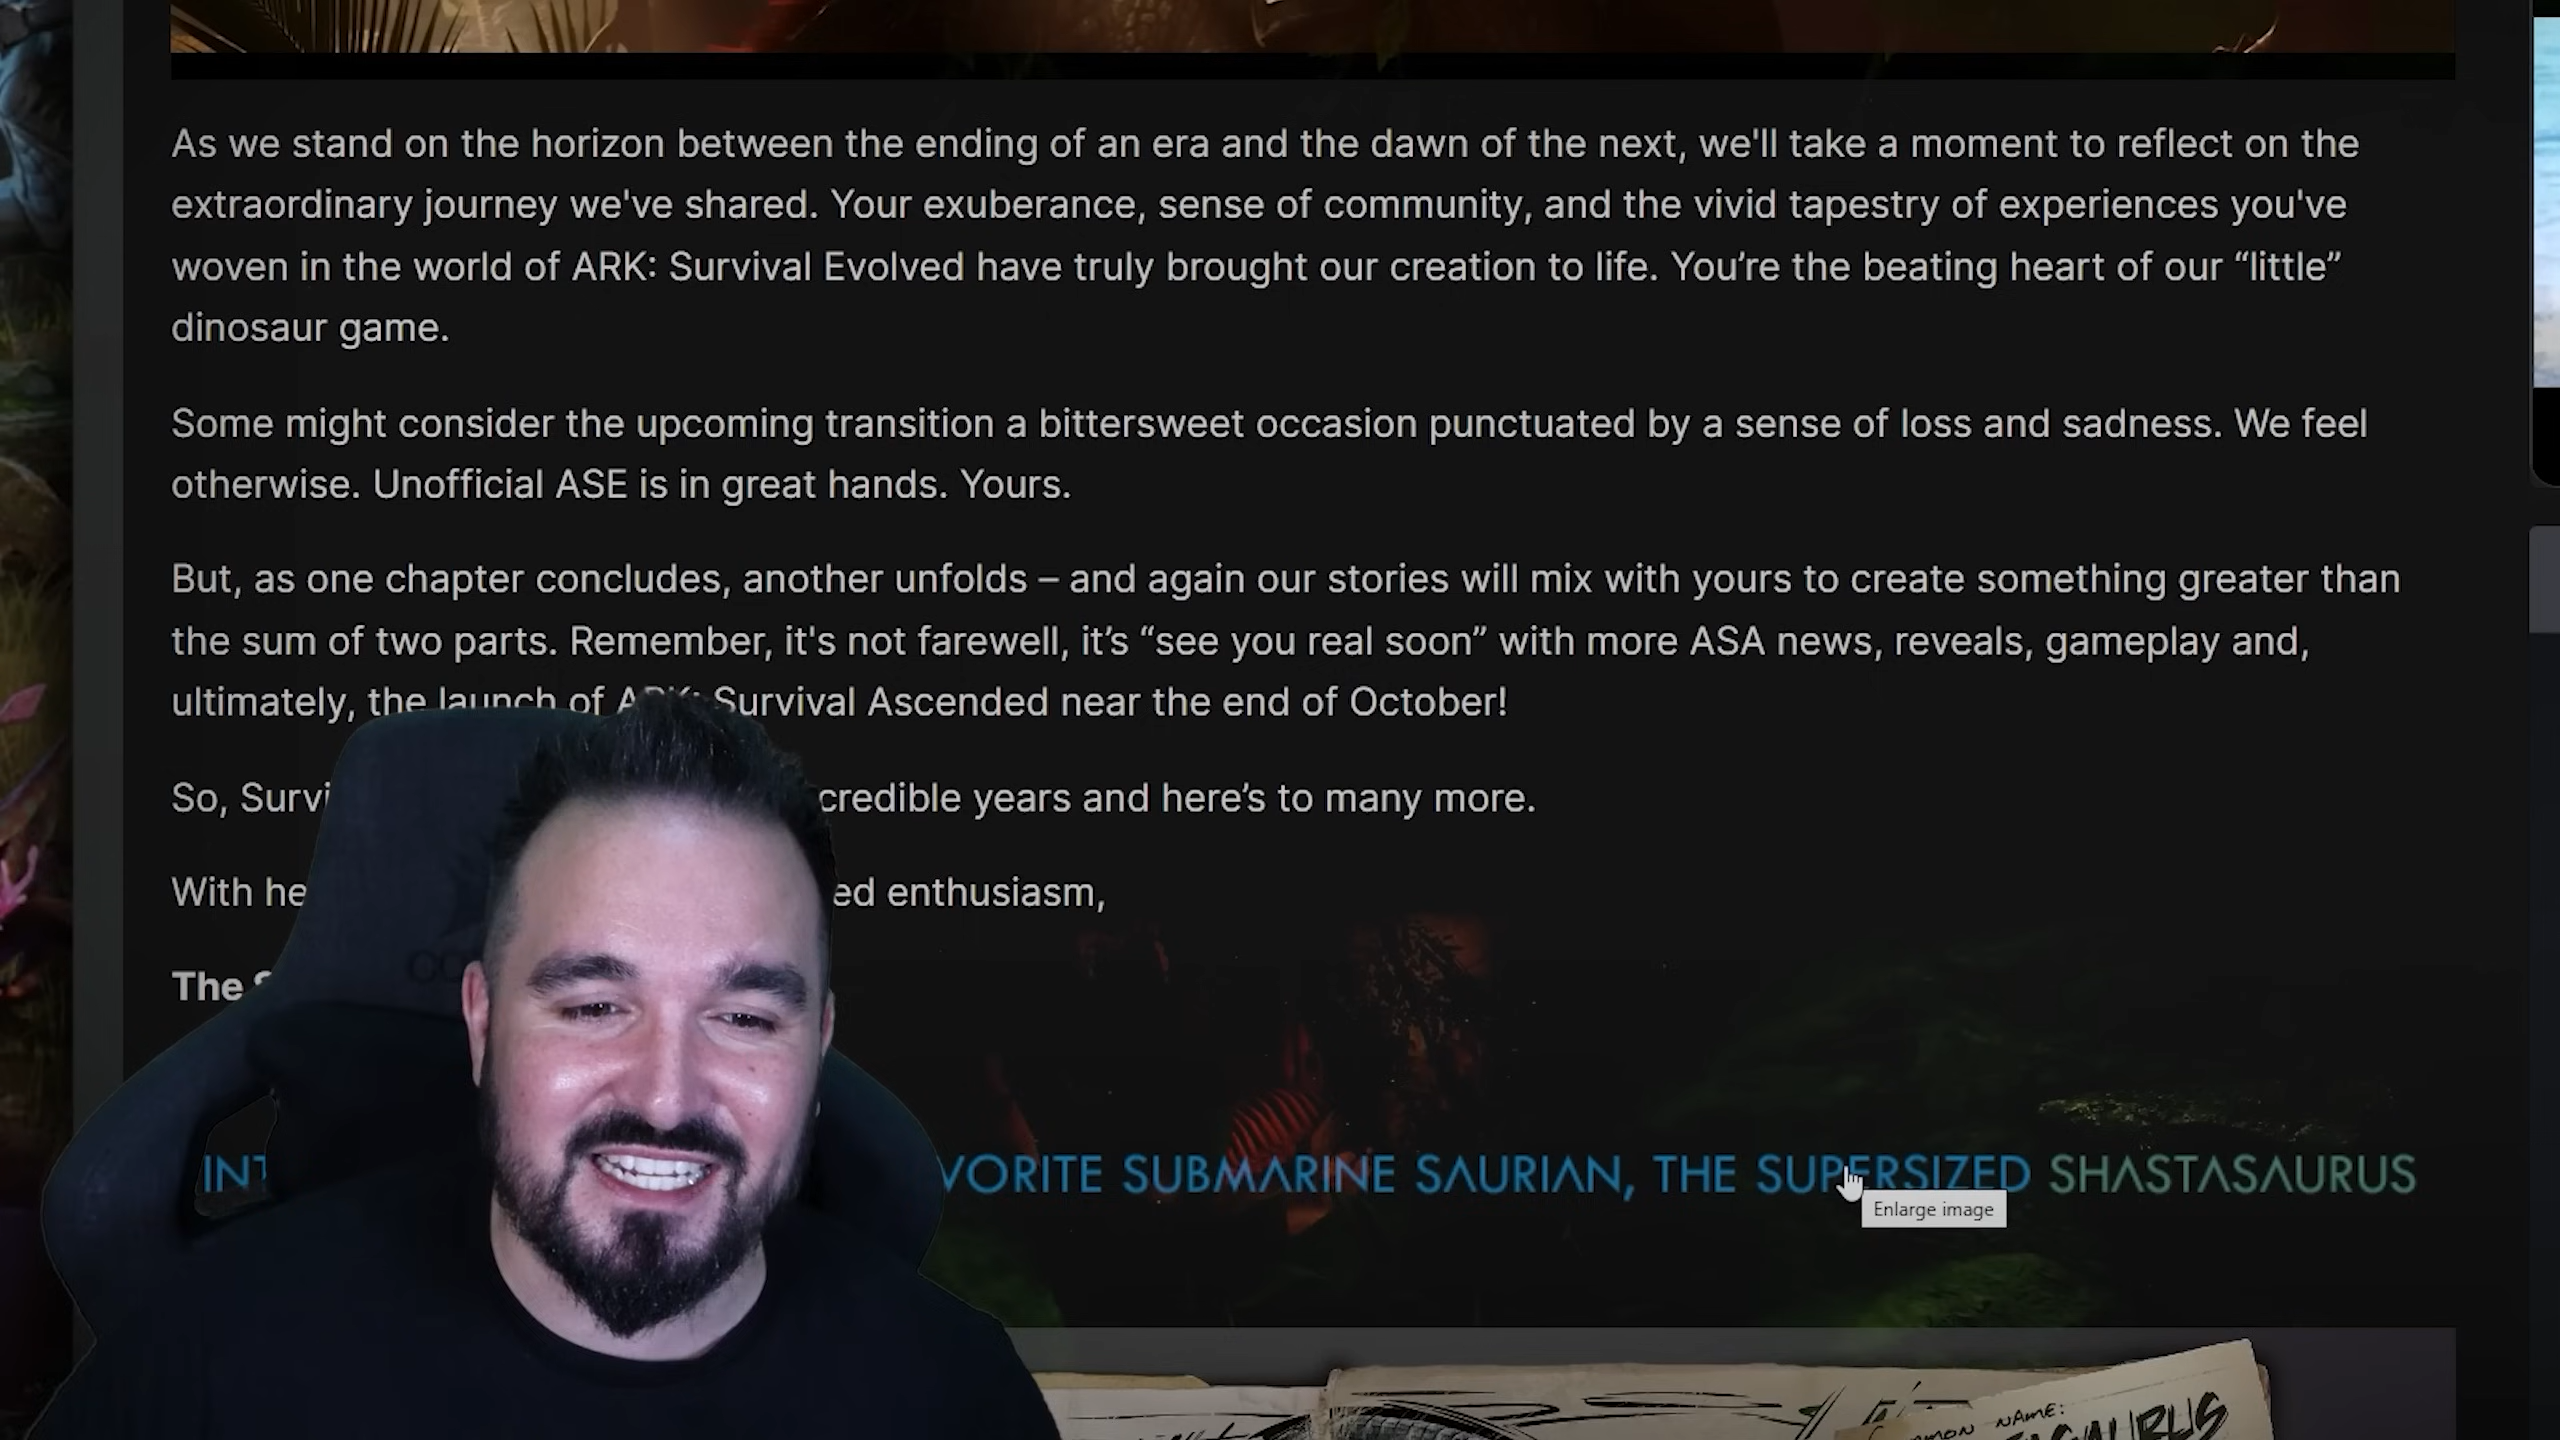 As we stand on the horizon between the ending of an era and the dawn of the next, we'll take a moment to reflect on the
extraordinary journey we've shared. Your exuberance, sense of community, and the vivid tapestry of experiences you've
woven in the world of ARK: Survival Evolved have truly brought our creation to life. You’re the beating heart of our “little”
dinosaur game.
Some might consider the upcoming transition a bittersweet occasion punctuated by a sense of loss and sadness. We feel
otherwise. Unofficial ASE is in great hands. Yours.
But, as one chapter concludes, another unfolds – and again our stories will mix with yours to create something greater than
the sum of two parts. Remember, it's not farewell, it’s “see you real soon” with more ASA news, reveals, gameplay and,
ultimately, the launch of ARK: Survival Ascended near the end of October!
So, years and here’s to many more.
With enthusiasm,
The
SUBMARINE SAURIAN, THE SUPERSIZED SHASTASAURUS
Enlarge image
NAME: